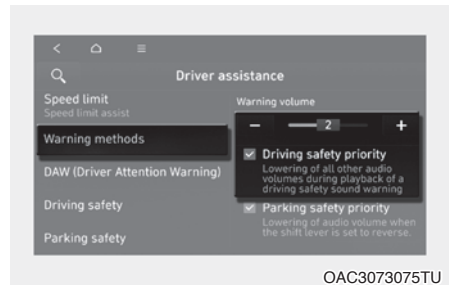 Driver assistance
Speed limit
Speed limit assist
Warning methods
DAW (Driver Attention Warning)
Driving safety
Parking safety
Warning volume
− 2 +
Driving safety priority
Lowering of all other audio
volumes during playback of a
driving safety sound warning
Parking safety priority
Lowering of audio volume when
the shift lever is set to reverse.
OAC3073075TU